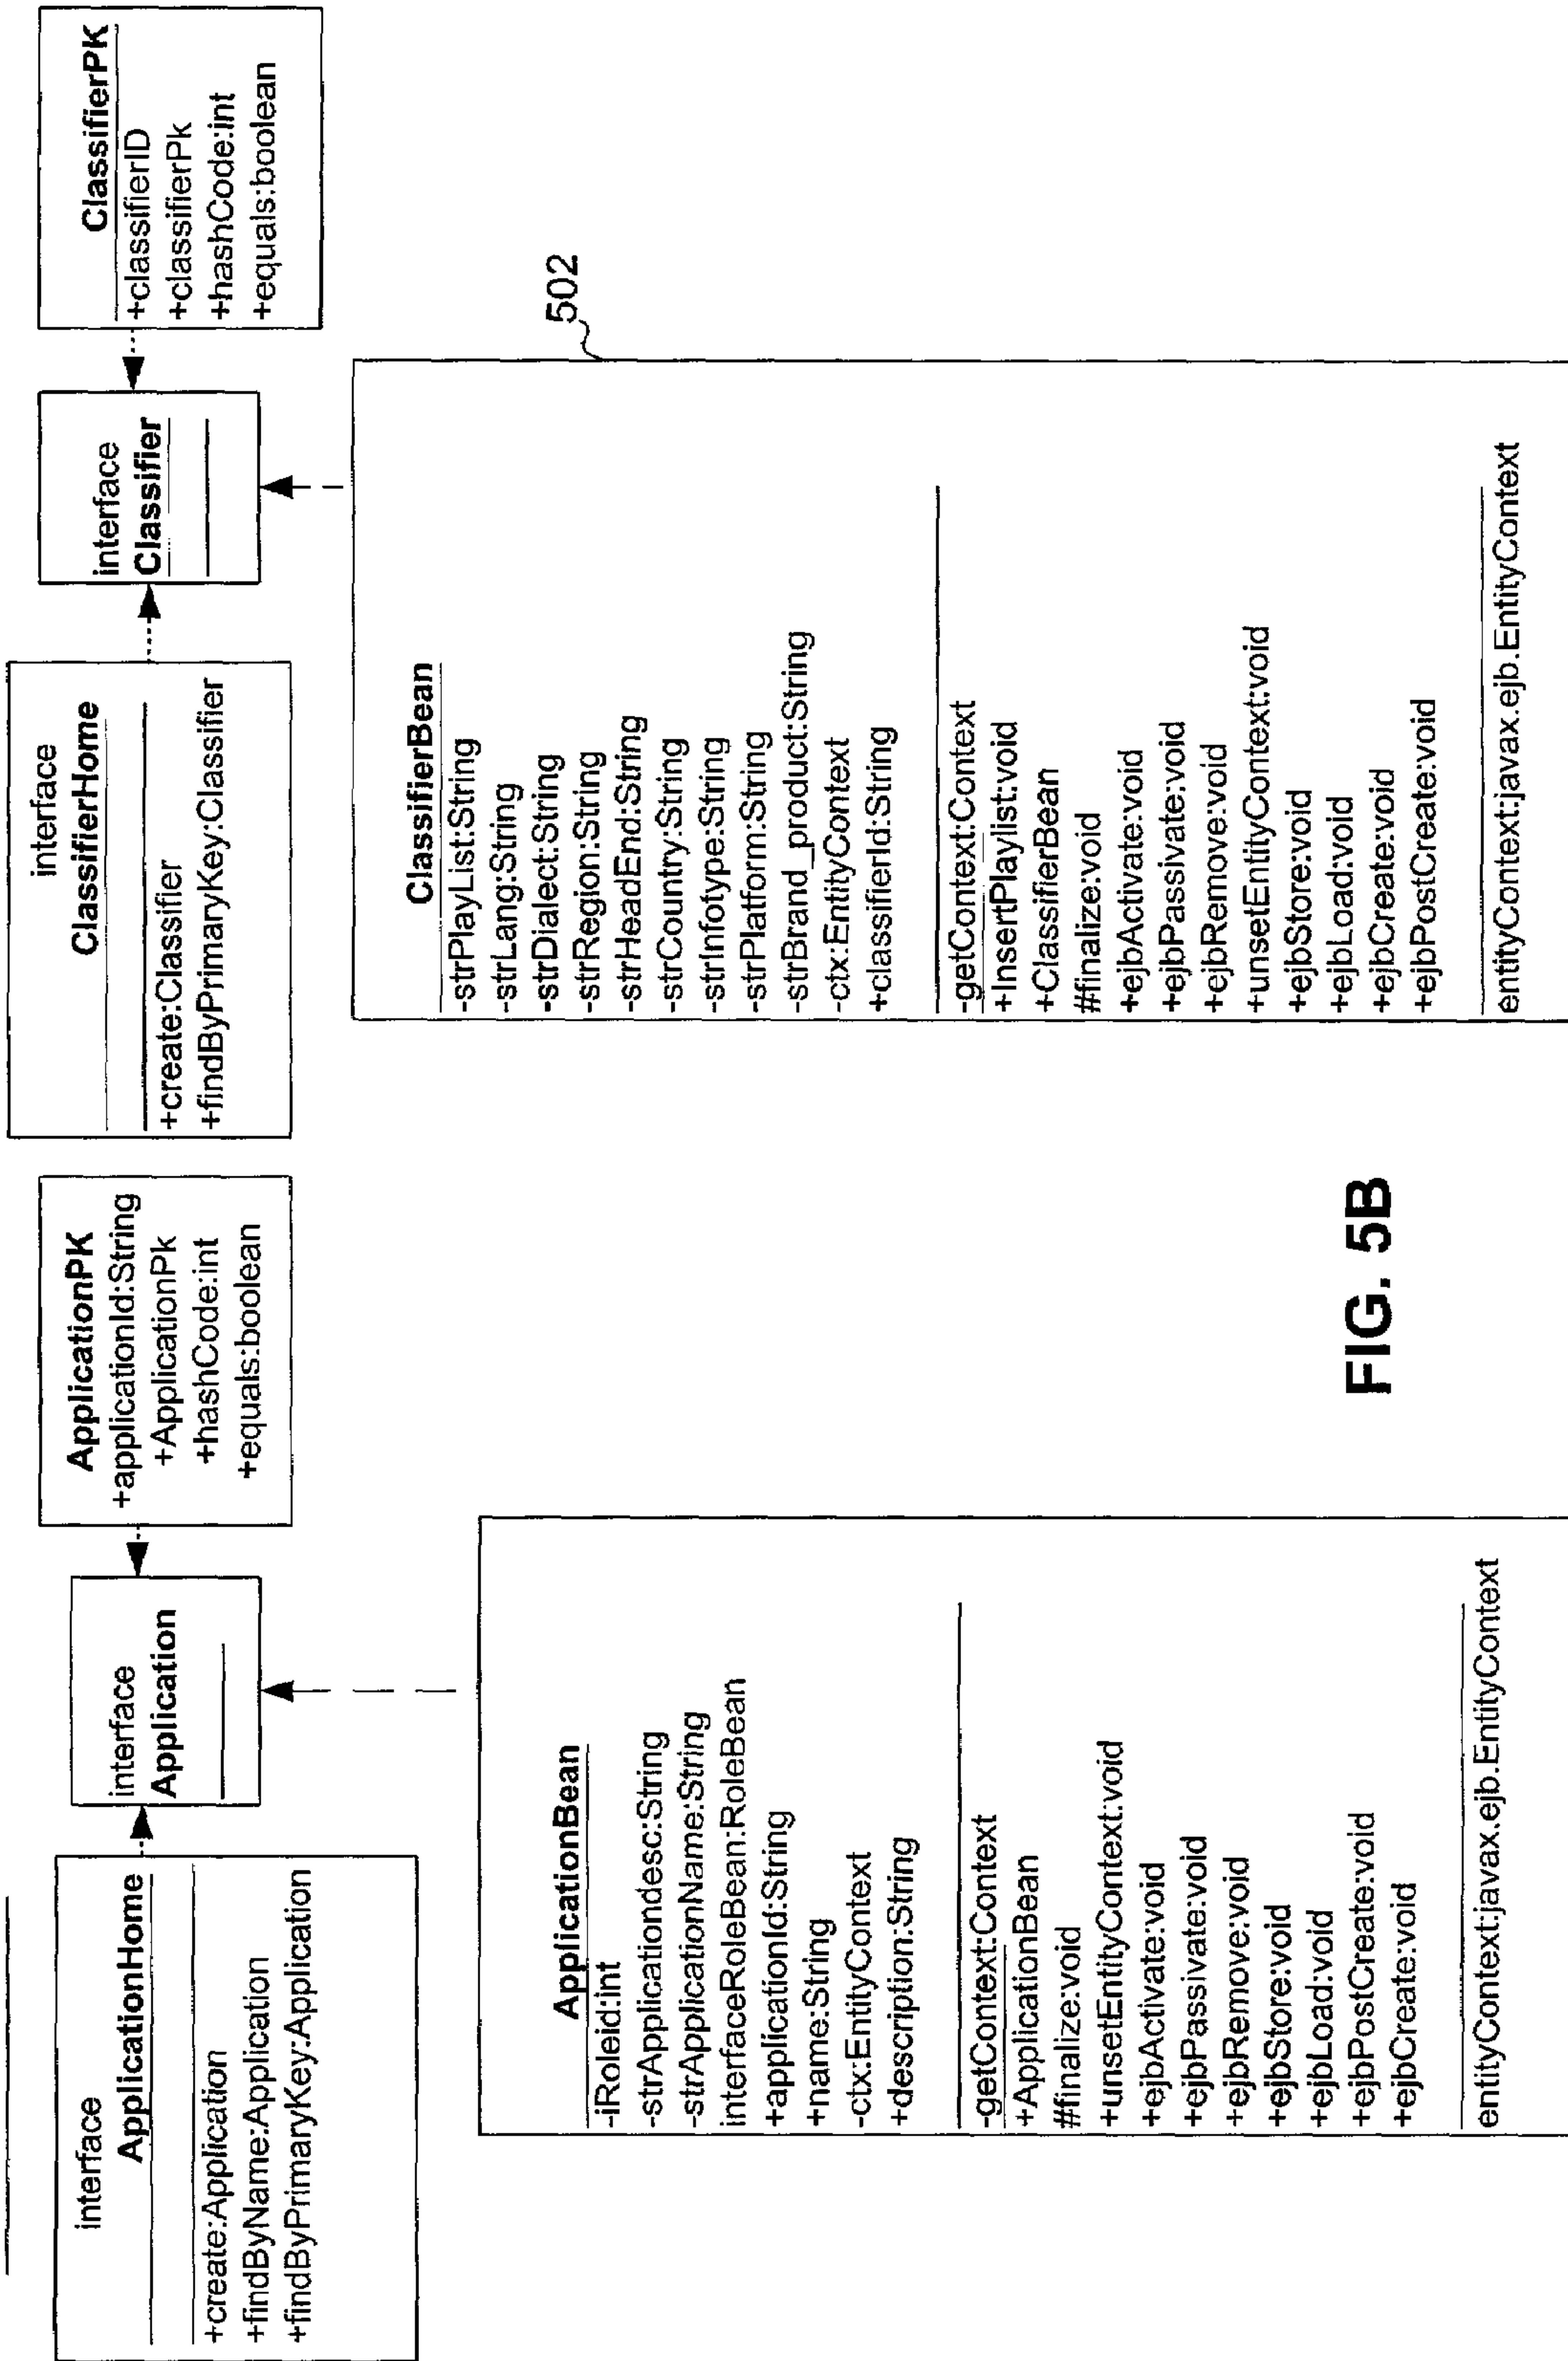 interface
ApplicationHome
+create:Application
+findByName:Application
+findByPrimaryKey:Application
interface
Application
ApplicationPK
+applicationId:String
+ApplicationPk
+hashCode:int
+equals:boolean
interface
ClassifierHome
+create:Classifier
+findByPrimaryKey:Classifier
interface
Classifier
ClassifierPK
+classifierID
+classifierPk
+hashCode:int
+equals:boolean
ApplicationBean
-iRoleid:int
-strApplicationdesc:String
-strApplicationName:String
interfaceRoleBean:RoleBean
+applicationId:String
+name:String
-ctx:EntityContext
+description:String
-getContext:Context
+ApplicationBean
#finalize:void
+unsetEntityContext:void
+ejbActivate:void
+ejbPassivate:void
+ejbRemove:void
+ejbStore:void
+ejbLoad:void
+ejbPostCreate:void
+ejbCreate:void
entityContext:javax.ejb.EntityContext
502
ClassifierBean
-strPlayList:String
-strLang:String
-strDialect:String
-strRegion:String
-strHeadEnd:String
-strCountry:String
-strInfotype:String
-strPlatform:String
-strBrand_product:String
-ctx:EntityContext
+classifierId:String
-getContext:Context
+InsertPlaylist:void
+ClassifierBean
#finalize:void
+ejbActivate:void
+ejbPassivate:void
+ejbRemove:void
+unsetEntityContext:void
+ejbStore:void
+ejbLoad:void
+ejbCreate:void
+ejbPostCreate:void
entityContext:javax.ejb.EntityContext
FIG. 5B